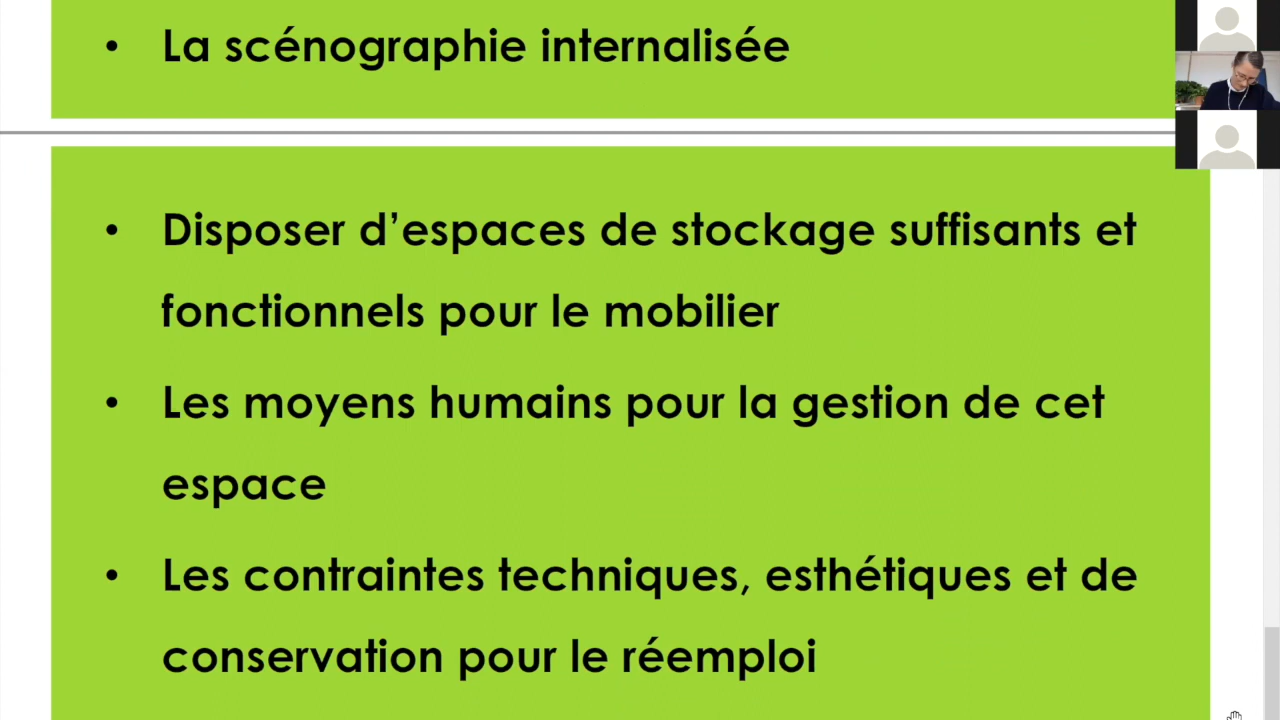 • La scénographie internalisée
• Disposer d’espaces de stockage suffisants et
fonctionnels pour le mobilier
• Les moyens humains pour la gestion de cet
espace
• Les contraintes techniques, esthétiques et de
conservation pour le réemploi